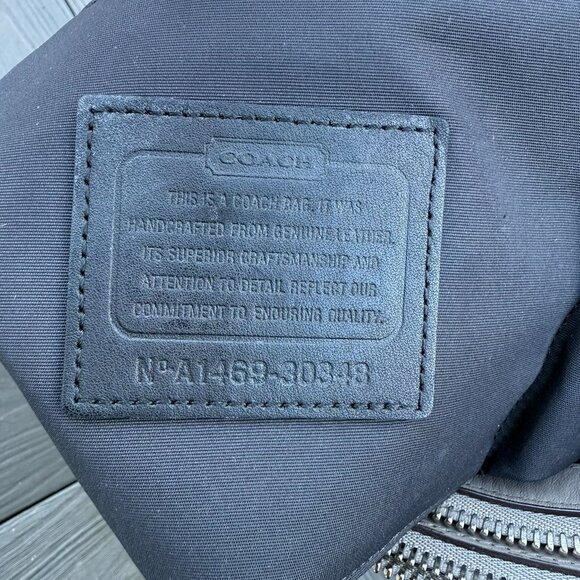 COACH
THIS IS A COACH BAG. IT WAS
HANDCRAFTED FROM GENUINE LEATHER.
ITS SUPERIOR CRAFTSMANSHIP AND
ATTENTION TO DETAIL REFLECT OUR
COMMITMENT TO ENDURING QUALITY.
Nº A1469-30348